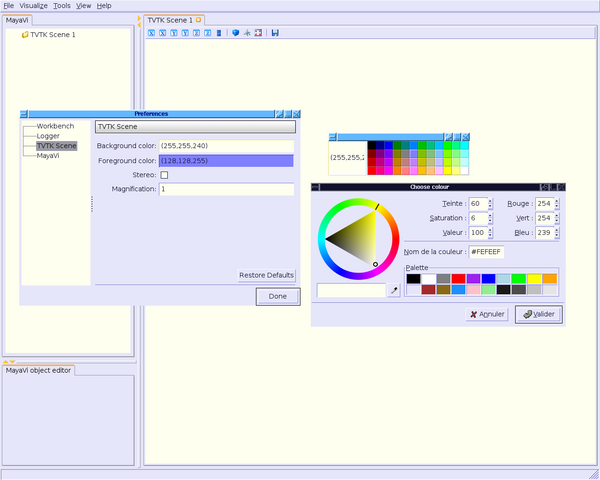 File Visualize Tools View Help
MayaVi
TVTK Scene 1
TVTK Scene 1
Preferences
Workbench
Logger
TVTK Scene
MayaVi
TVTK Scene
Background color: (255,255,240)
Foreground color: (128,128,255)
Stereo:
Magnification: 1
Restore Defaults
Done
(255,255,2
Choose colour
Teinte : 60 Rouge : 254
Saturation : 6 Vert : 254
Valeur : 100 Bleu : 239
Nom de la couleur : #FEFEEF
Palette
Annuler Valider
MayaVi object editor